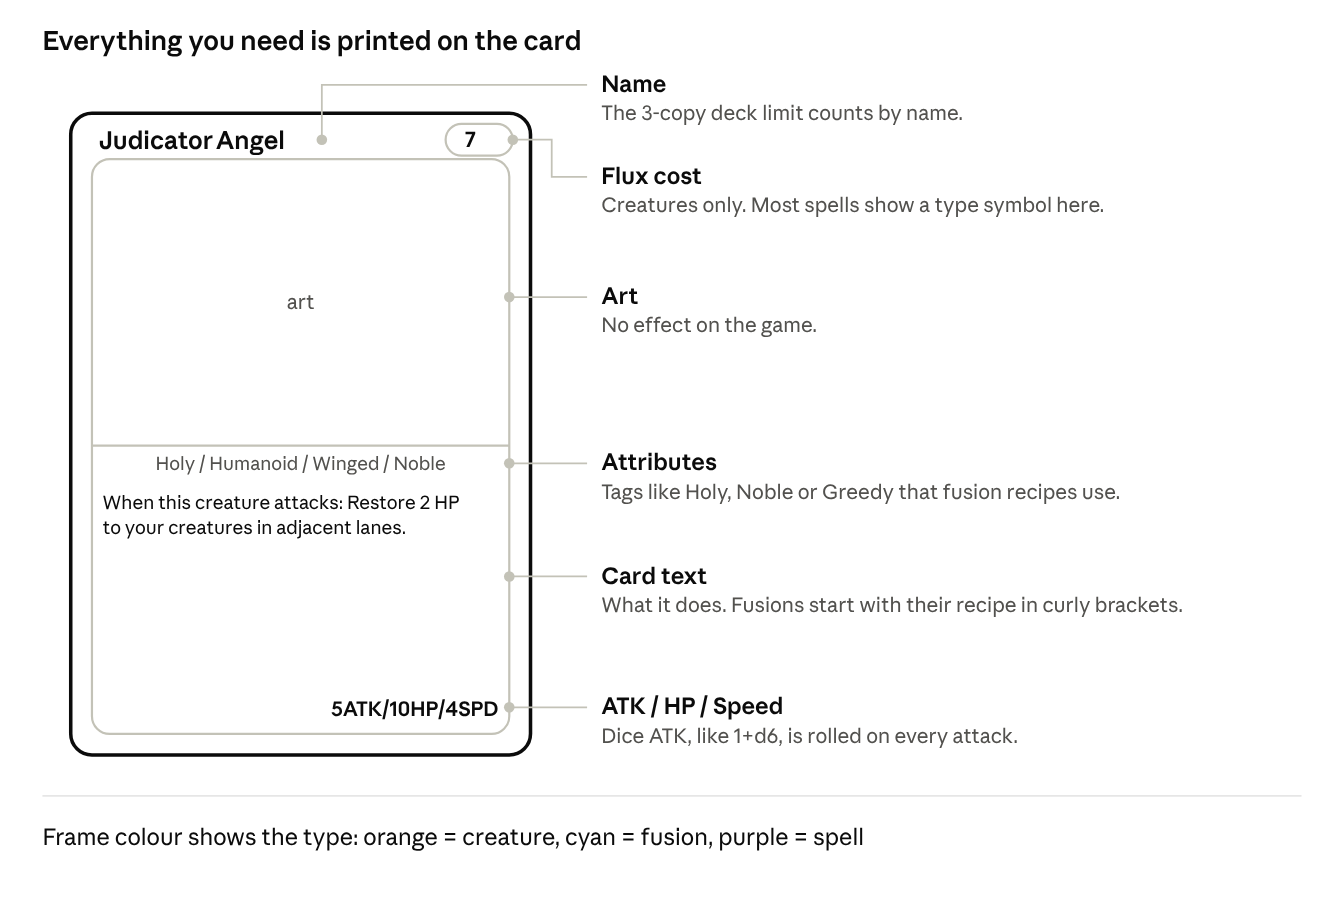 Everything you need is printed on the card
Name
The 3-copy deck limit counts by name.
Judicator Angel
7
Flux cost
Creatures only. Most spells show a type symbol here.
art
Art
No effect on the game.
Holy / Humanoid / Winged / Noble
Attributes
Tags like Holy, Noble or Greedy that fusion recipes use.
When this creature attacks: Restore 2 HP
to your creatures in adjacent lanes.
Card text
What it does. Fusions start with their recipe in curly brackets.
5ATK/10HP/4SPD
ATK / HP / Speed
Dice ATK, like 1+d6, is rolled on every attack.
Frame colour shows the type: orange = creature, cyan = fusion, purple = spell